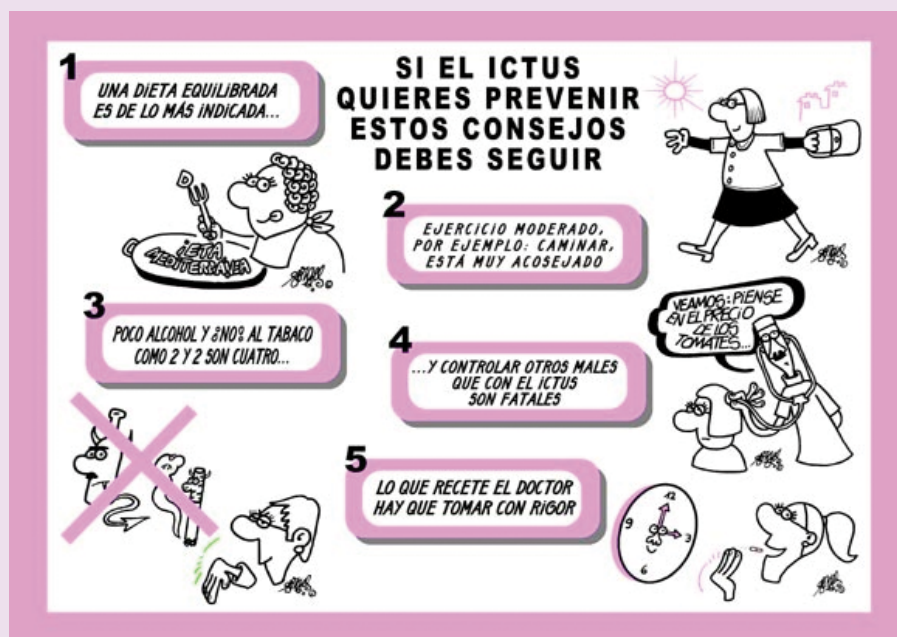 SI EL ICTUS
QUIERES PREVENIR
ESTOS CONSEJOS
DEBES SEGUIR
1
UNA DIETA EQUILIBRADA
ES DE LO MÁS INDICADA...
D
iETA
MEDITERRÁNEA
2
EJERCICIO MODERADO,
POR EJEMPLO: CAMINAR,
ESTÁ MUY ACOSEJADO
3
POCO ALCOHOL Y ¿NO? AL TABACO
COMO 2 Y 2 SON CUATRO...
4
...Y CONTROLAR OTROS MALES
QUE CON EL ICTUS
SON FATALES
VEAMOS: PIENSE
EN EL PRECIO
DE LOS
TOMATES...
5
LO QUE RECETE EL DOCTOR
HAY QUE TOMAR CON RIGOR
12
9
3
6